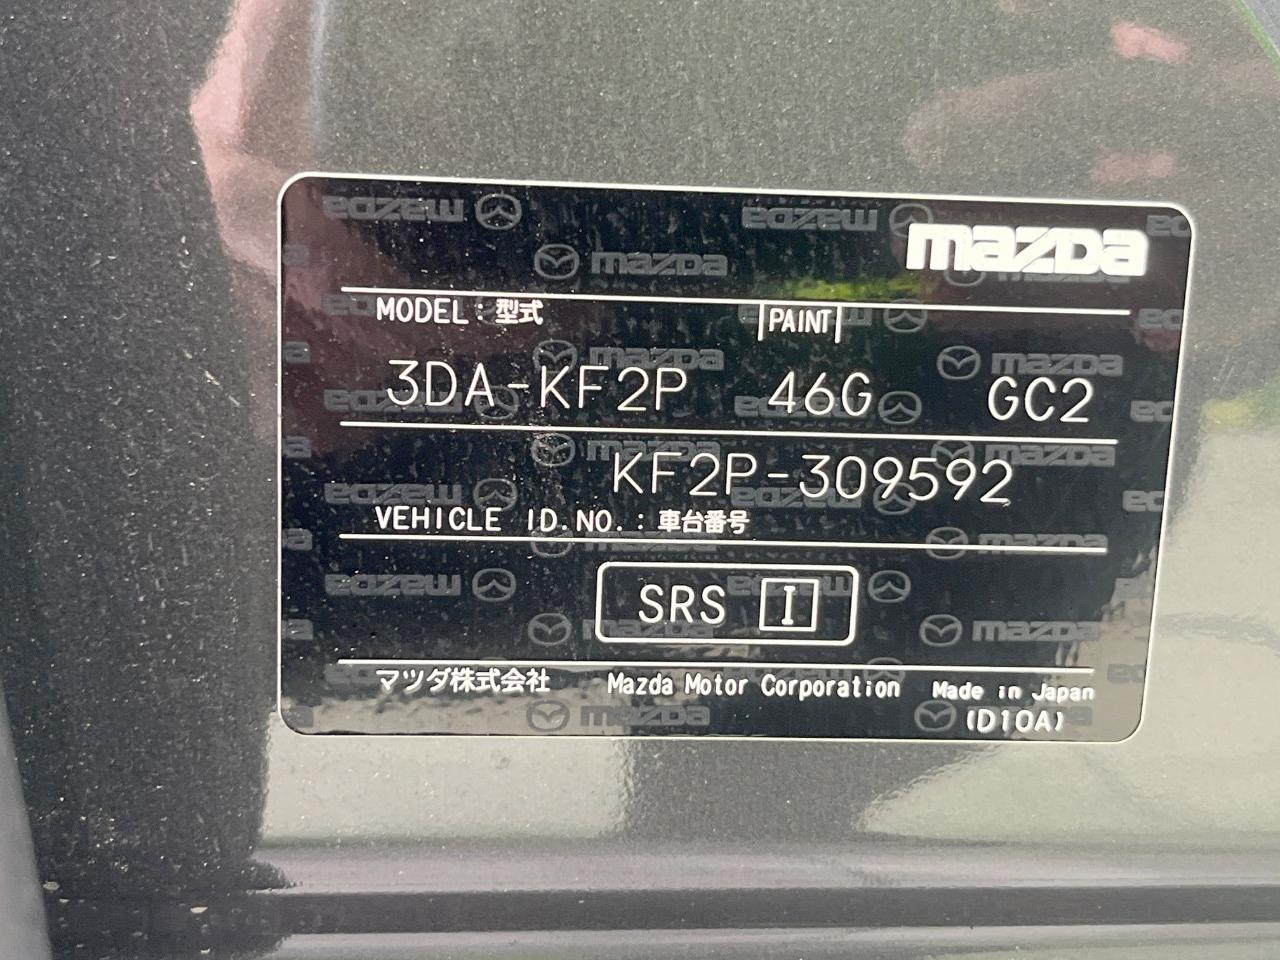 mazda
MODEL : 型式 PAINT
3DA-KF2P 46G GC2
KF2P-309592
VEHICLE ID.NO. : 車台番号
SRS I
マツダ株式会社 Mazda Motor Corporation Made in Japan
(D10A)